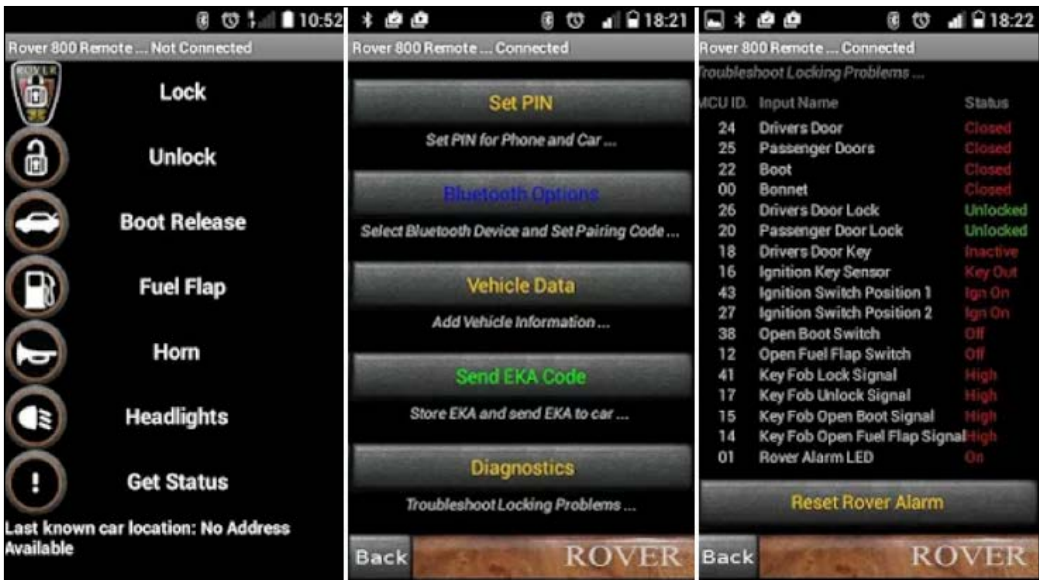 10:52
Rover 800 Remote ... Not Connected
ROVER
Lock
Unlock
Boot Release
Fuel Flap
Horn
Headlights
Get Status
Last known car location: No Address
Available
18:21
Rover 800 Remote ... Connected
Set PIN
Set PIN for Phone and Car ...
Bluetooth Options
Select Bluetooth Device and Set Pairing Code ...
Vehicle Data
Add Vehicle Information ...
Send EKA Code
Store EKA and send EKA to car ...
Diagnostics
Troubleshoot Locking Problems ...
Back ROVER
18:22
Rover 800 Remote ... Connected
Troubleshoot Locking Problems ...
MCU ID. Input Name Status
24 Drivers Door Closed
25 Passenger Doors Closed
22 Boot Closed
00 Bonnet Closed
26 Drivers Door Lock Unlocked
20 Passenger Door Lock Unlocked
18 Drivers Door Key Inactive
16 Ignition Key Sensor Key Out
43 Ignition Switch Position 1 Ign On
27 Ignition Switch Position 2 Ign On
38 Open Boot Switch Off
12 Open Fuel Flap Switch Off
41 Key Fob Lock Signal High
17 Key Fob Unlock Signal High
15 Key Fob Open Boot Signal High
14 Key Fob Open Fuel Flap Signal High
01 Rover Alarm LED On
Reset Rover Alarm
Back ROVER